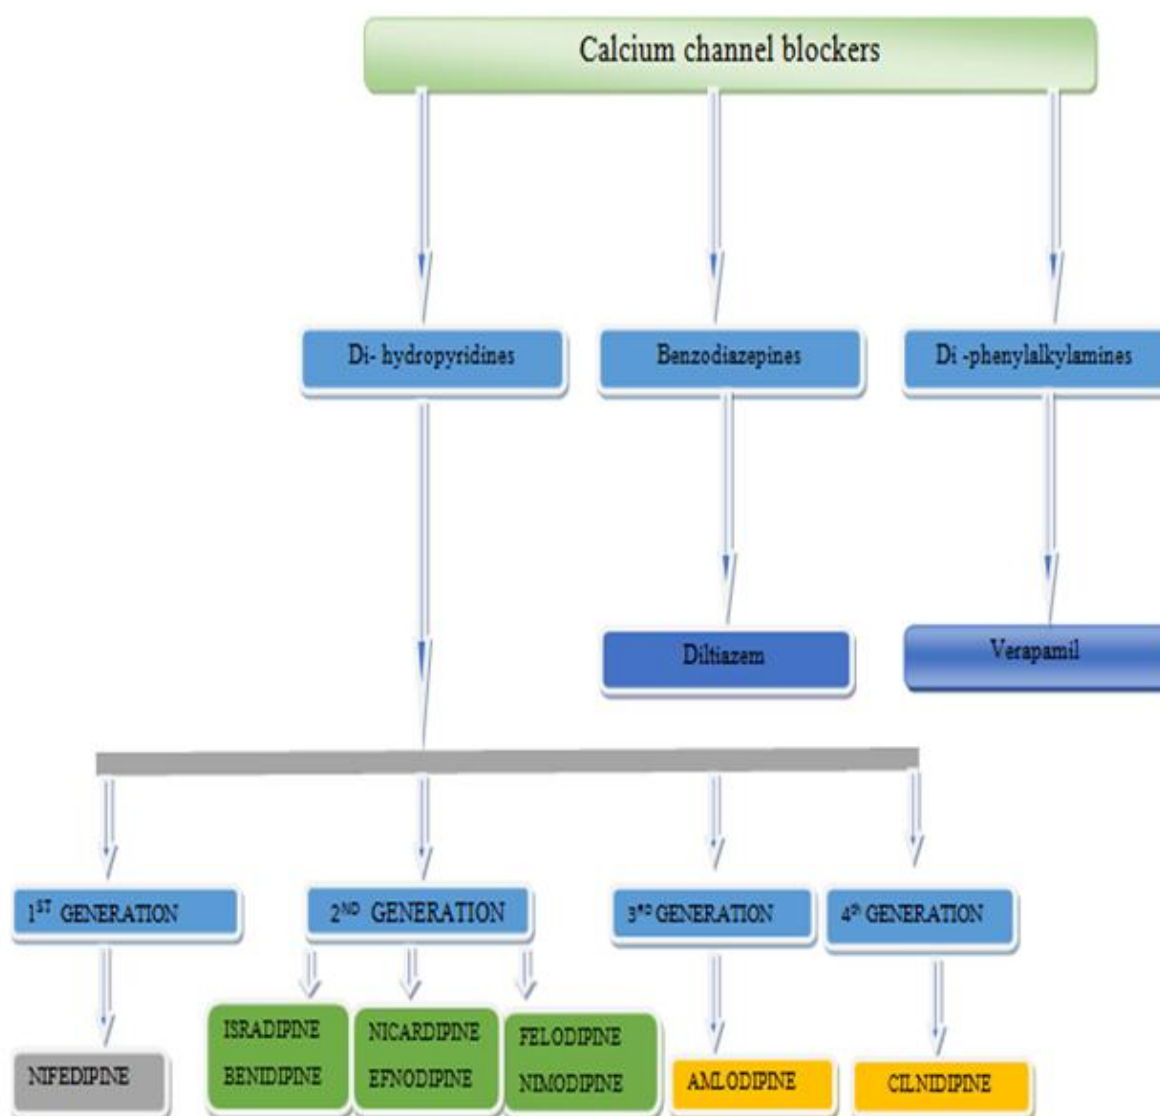 Calcium channel blockers
Di- hydropyridines
Benzodiazepines
Di -phenylalkylamines
Diltiazem
Verapamil
1ST GENERATION
2ND GENERATION
3RD GENERATION
4th GENERATION
ISRADIPINE
BENIDIPINE
NICARDIPINE
EFNODIPINE
FELODIPINE
NIMODIPINE
NIFEDIPINE
AMLODIPINE
CILNIDIPINE